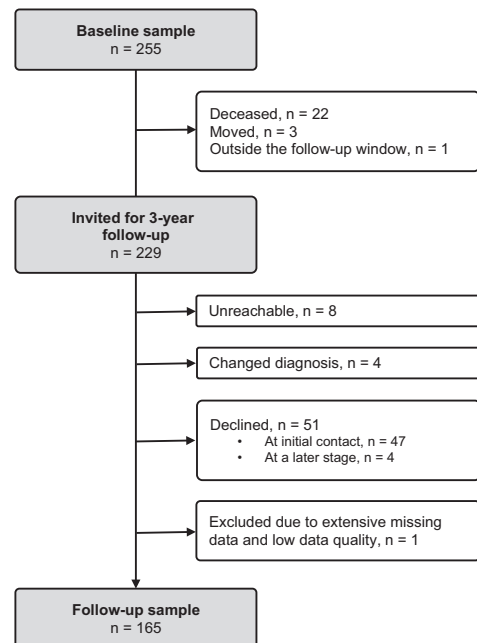 Baseline sample
n = 255
Deceased, n = 22
Moved, n = 3
Outside the follow-up window, n = 1
Invited for 3-year
follow-up
n = 229
Unreachable, n = 8
Changed diagnosis, n = 4
Declined, n = 51
• At initial contact, n = 47
• At a later stage, n = 4
Excluded due to extensive missing
data and low data quality, n = 1
Follow-up sample
n = 165